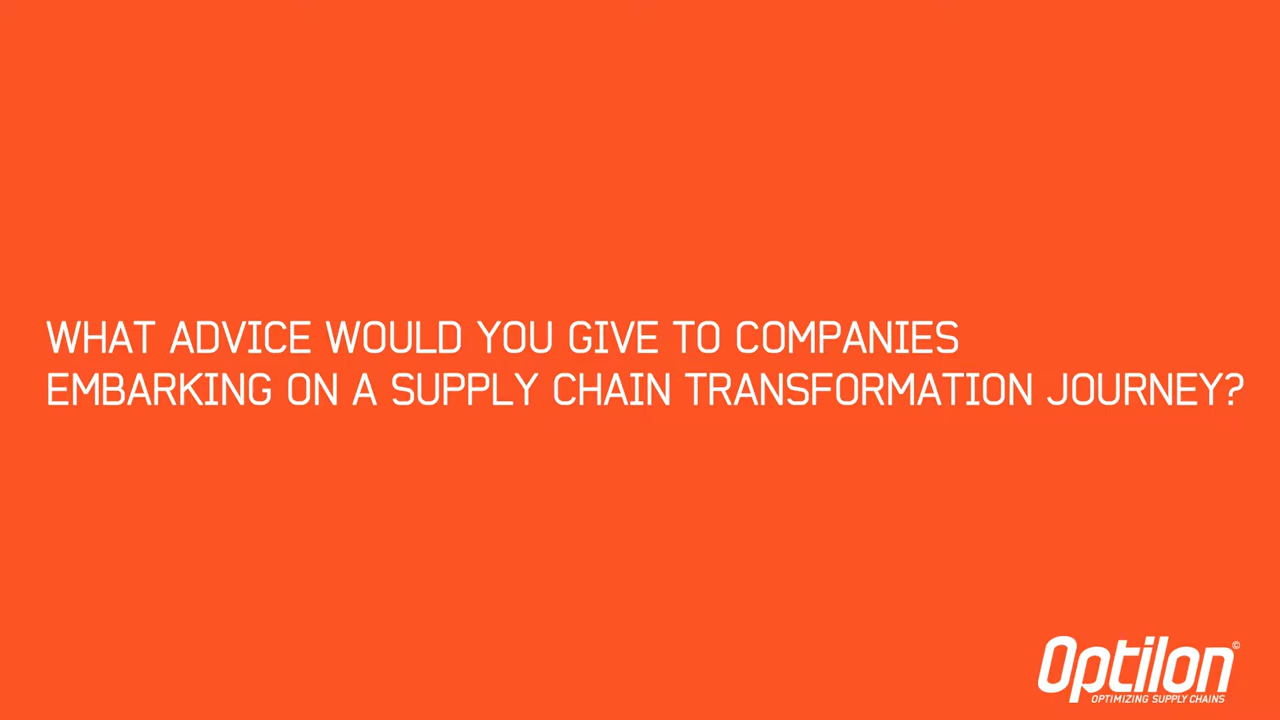 WHAT ADVICE WOULD YOU GIVE TO COMPANIES
EMBARKING ON A SUPPLY CHAIN TRANSFORMATION JOURNEY?
Optilon©
OPTIMIZING SUPPLY CHAINS